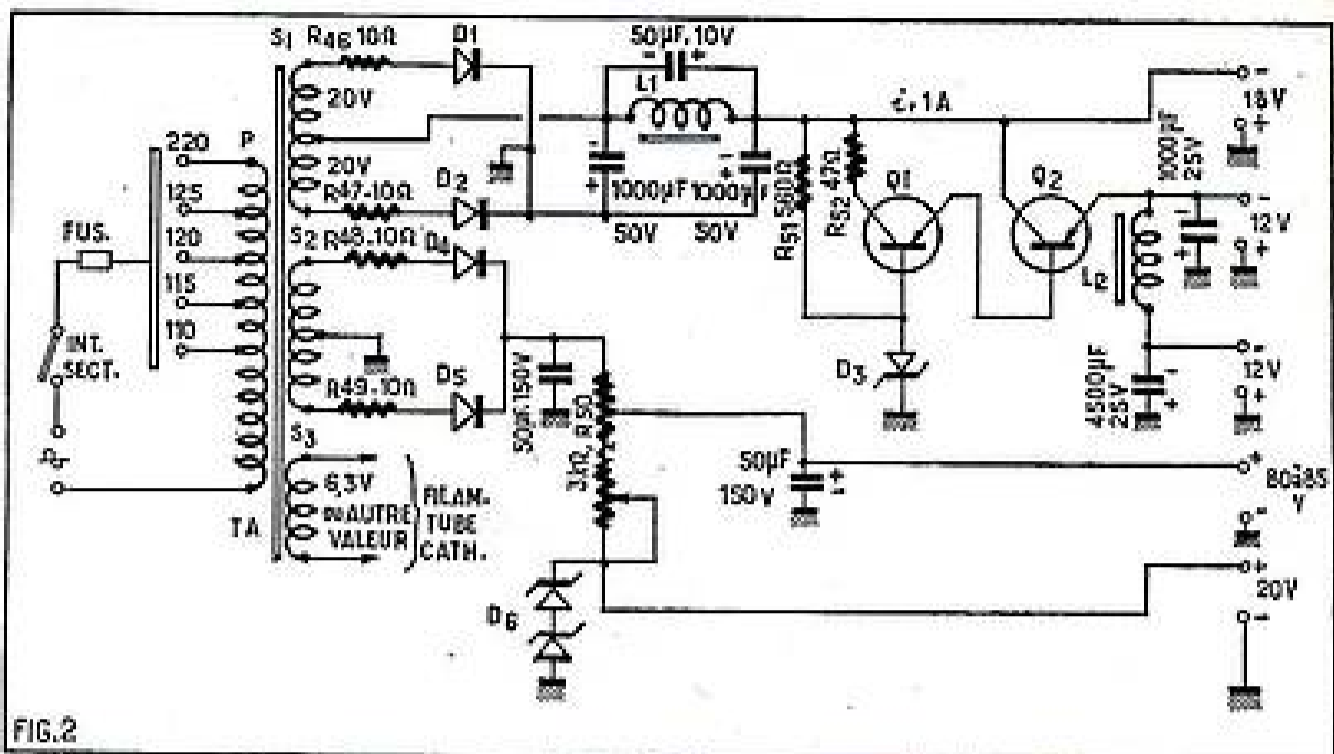 S1 R46 10Ω D1
50µF, 10V
- +
L1
20V
i, 1A
- 18V +
P
220
125
120
115
110
20V
R47-10Ω D2
1000µF 1000µF
50V 50V
R51 560Ω
R52 47Ω
Q1
Q2
1000µF 25V
- 12V +
FUS.
INT. SECT.
S2 R48.10Ω D4
L2
D3
4500µF 25V
- 12V +
R49-10Ω D5
50µF 150V
3kΩ, R50
50µF
150V
+
S3
6,3V OU AUTRE VALEUR
FILAM. TUBE CATH.
TA
D6
+ 20V -
FIG.2